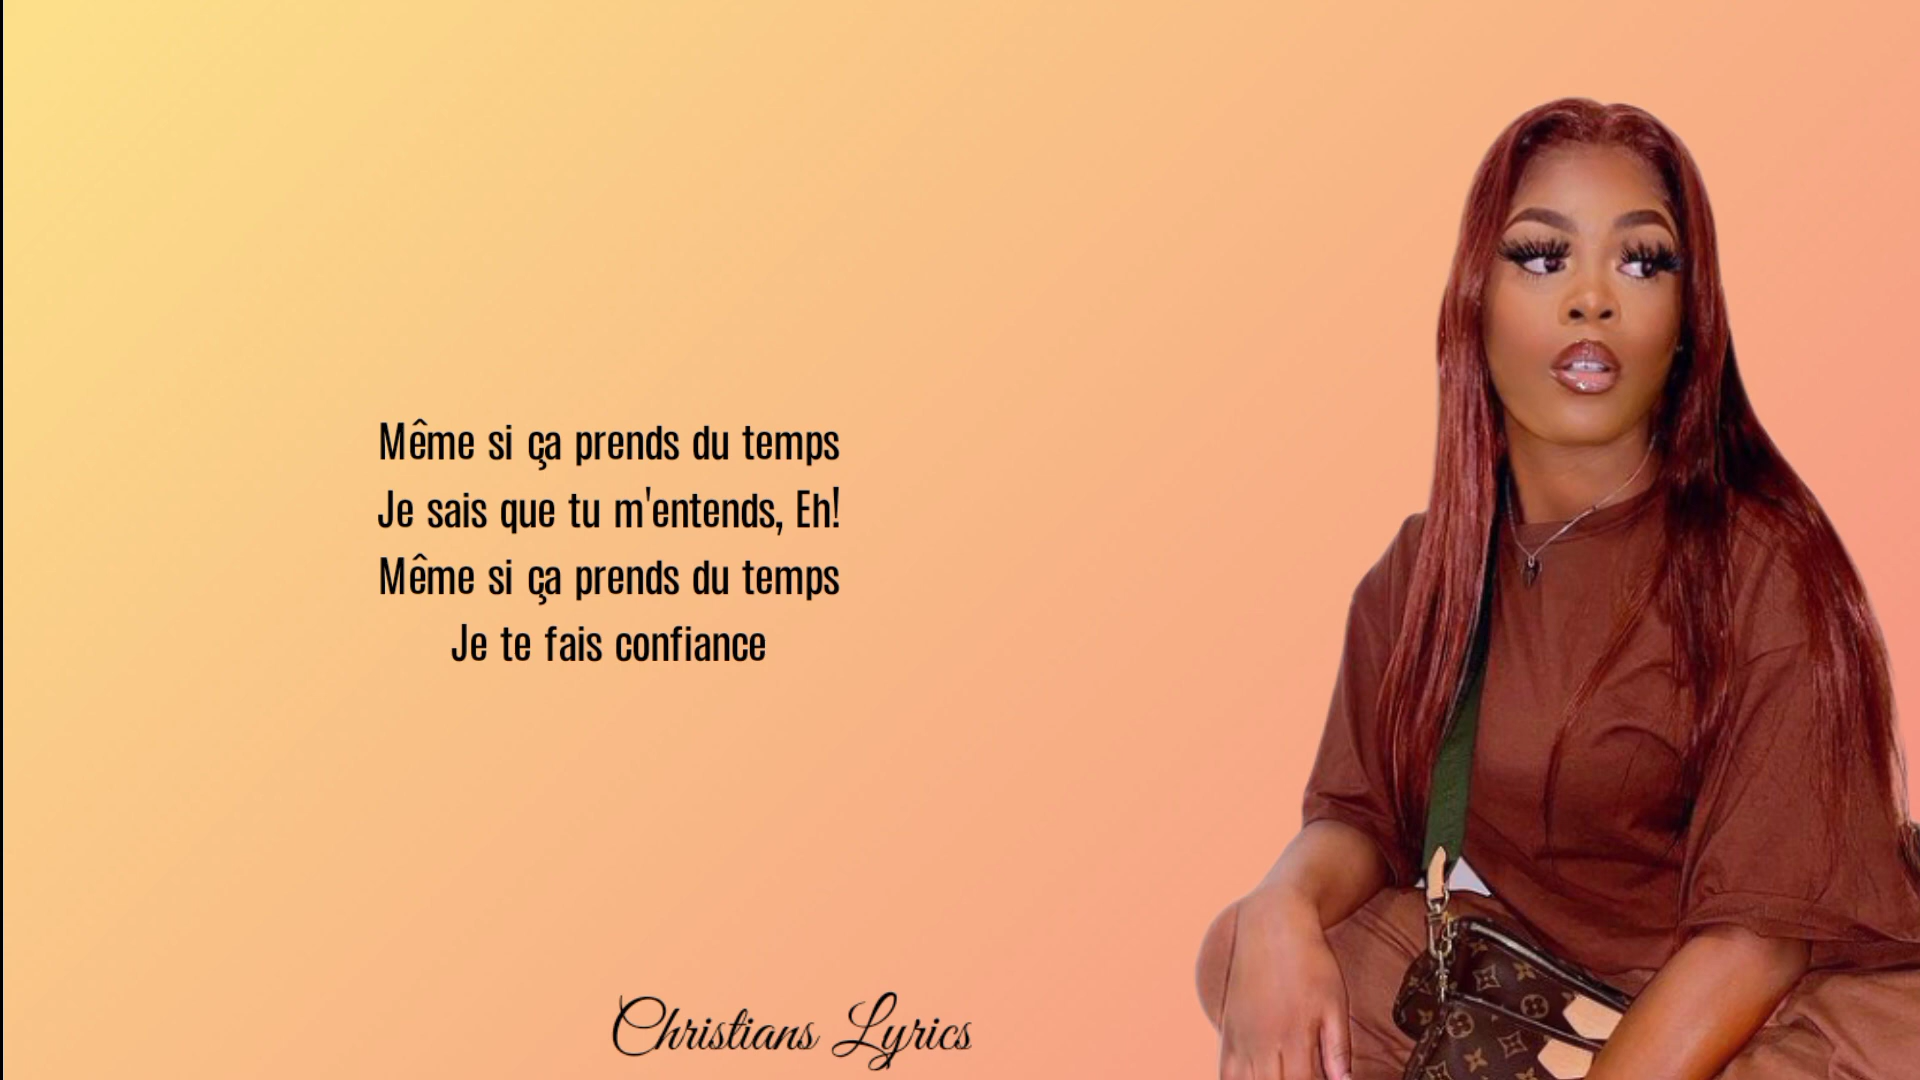 Même si ça prends du temps
Je sais que tu m'entends, Eh!
Même si ça prends du temps
Je te fais confiance
Christians Lyrics